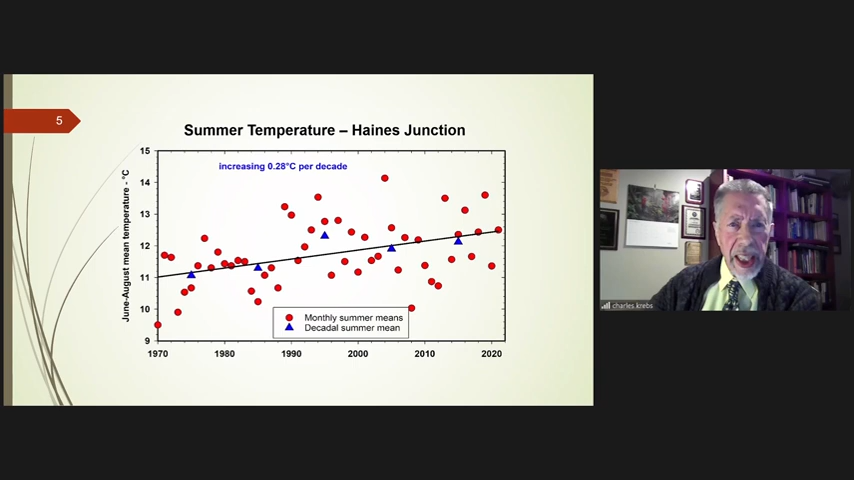 5
Summer Temperature – Haines Junction
increasing 0.28°C per decade
June-August mean temperature - °C
15
14
13
12
11
10
9
Monthly summer means
Decadal summer mean
1970 1980 1990 2000 2010 2020
charles.krebs